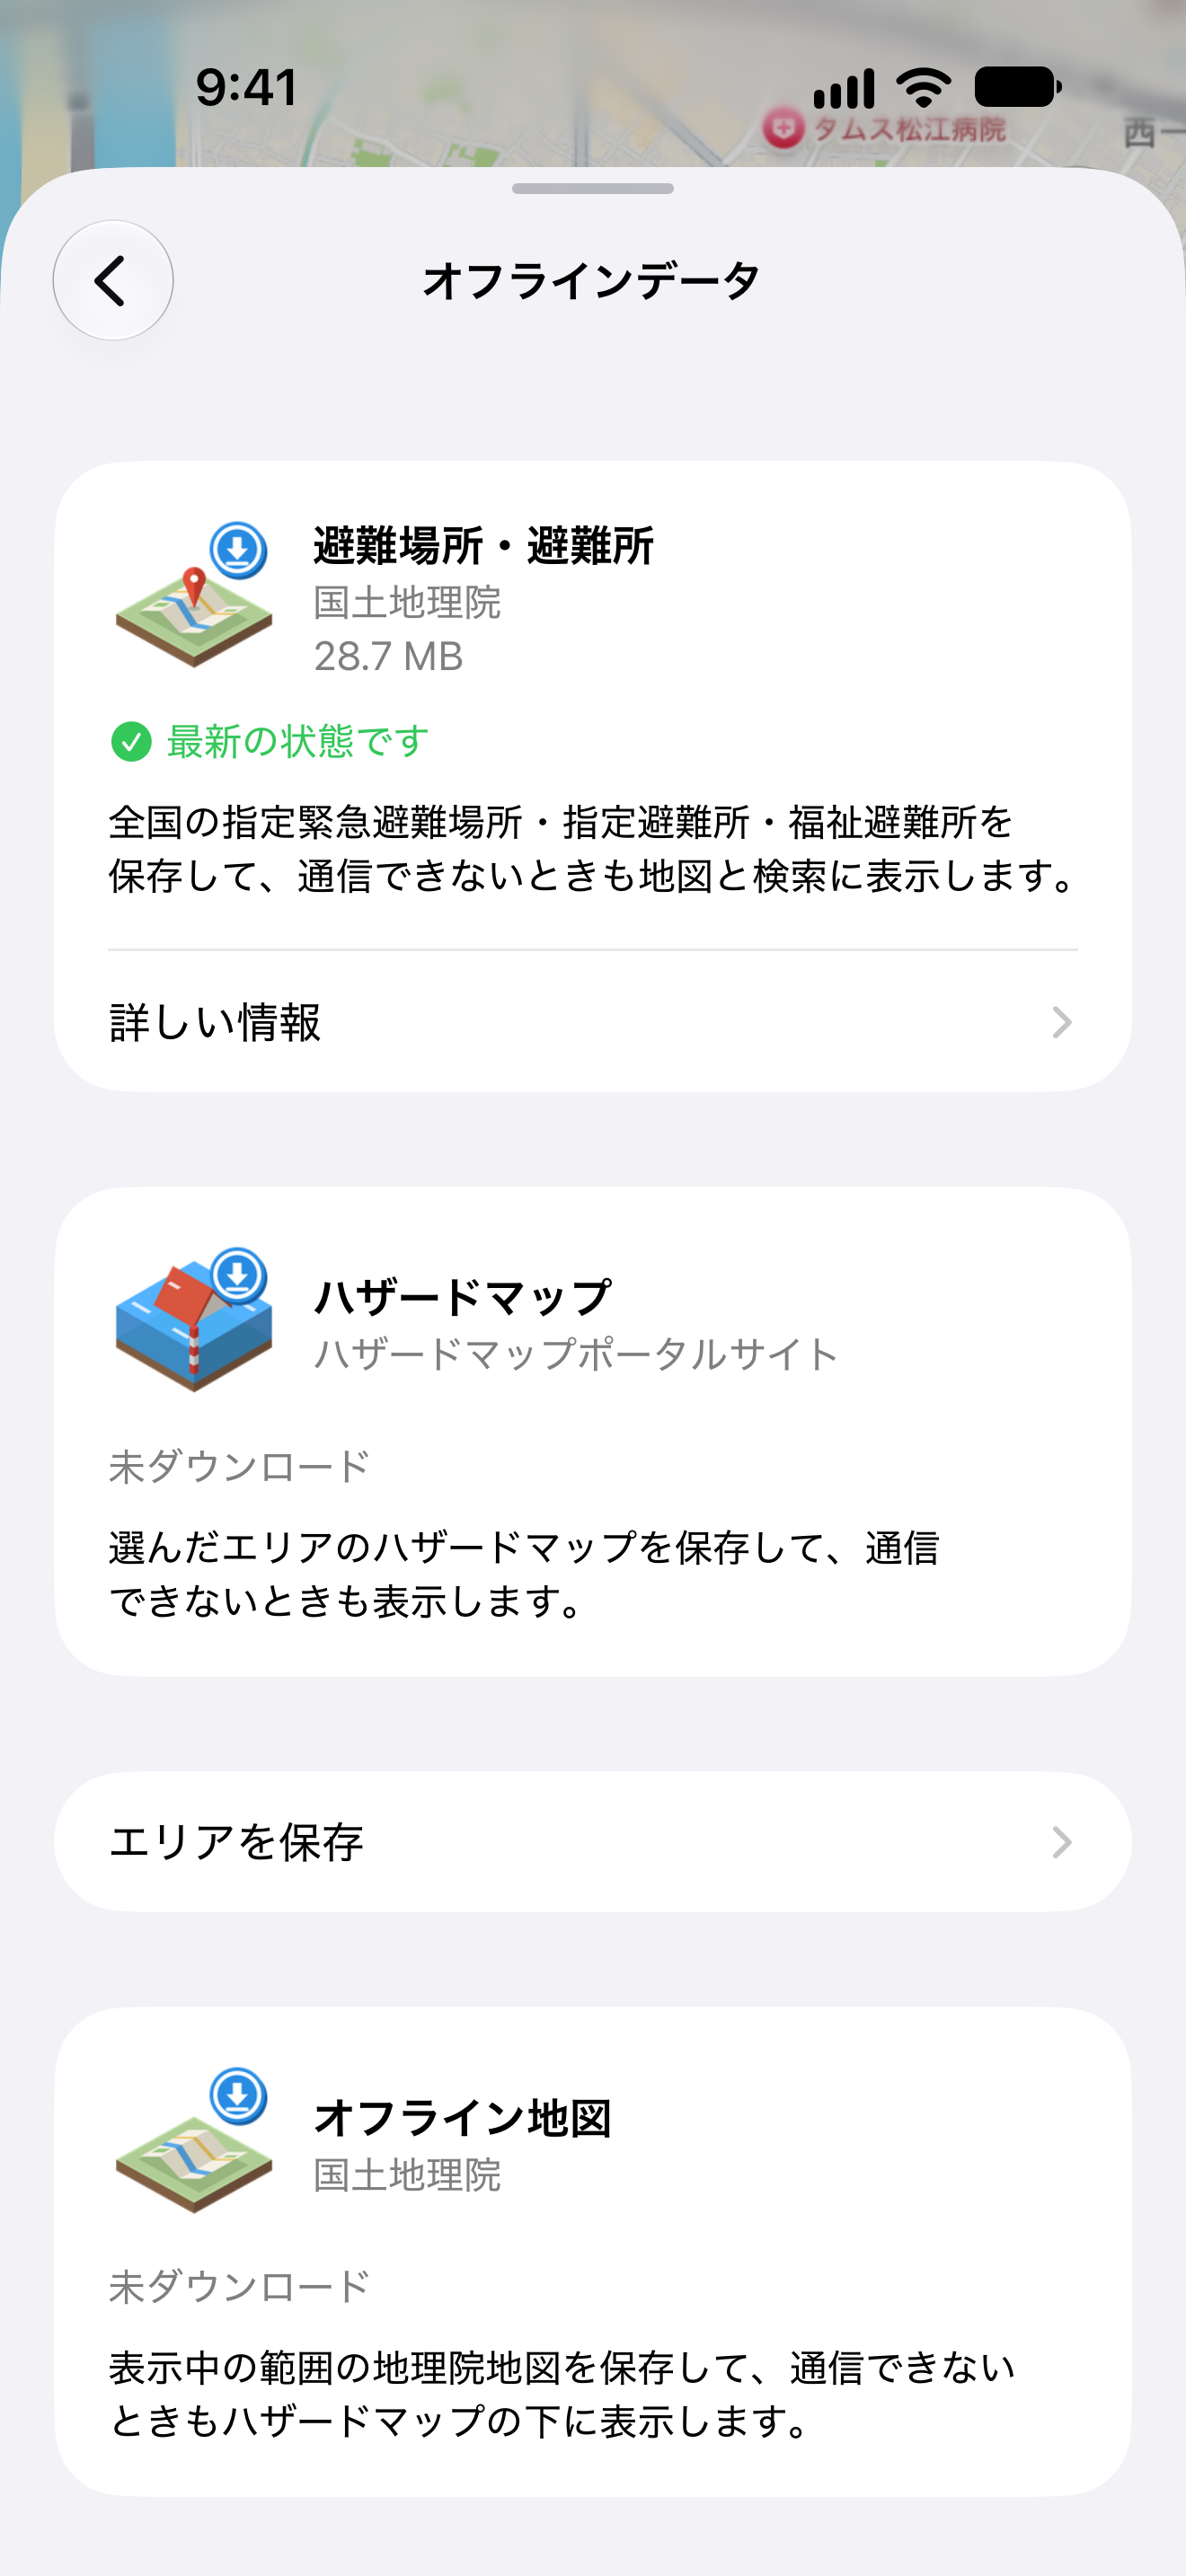 9:41
タムス松江病院
西一
オフラインデータ
避難場所・避難所
国土地理院
28.7 MB
最新の状態です
全国の指定緊急避難場所・指定避難所・福祉避難所を
保存して、通信できないときも地図と検索に表示します。
詳しい情報
ハザードマップ
ハザードマップポータルサイト
未ダウンロード
選んだエリアのハザードマップを保存して、通信
できないときも表示します。
エリアを保存
オフライン地図
国土地理院
未ダウンロード
表示中の範囲の地理院地図を保存して、通信できない
ときもハザードマップの下に表示します。